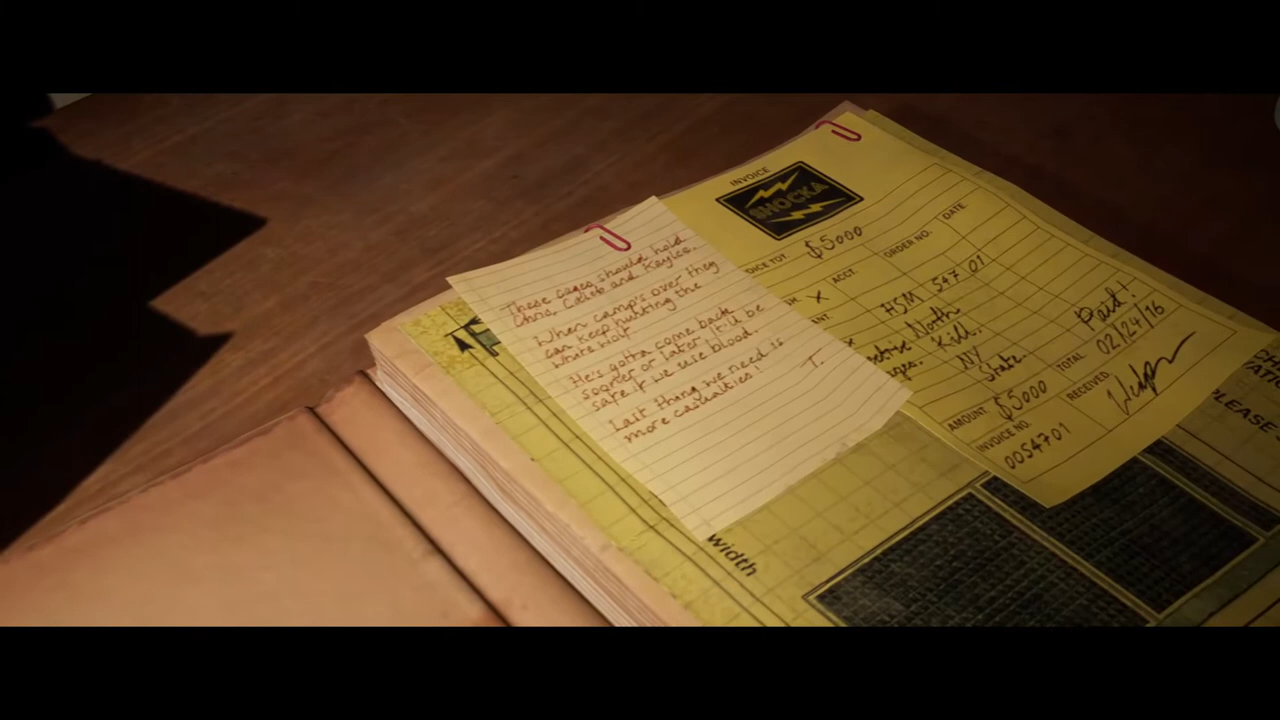 These cages should hold
Chris, Caleb and Kaylee.
When camp's over they
can keep hunting the
White Wolf
He's gotta come back
sooner or later. It'll be
safe if we use blood.
Last thing we need is
more casualties!
T.
INVOICE
SHOCKA
$5000
ACCT.
ORDER NO.
DATE
X
HSM 547 01
North
Kill.
NY
State.
Paid!
TOTAL
02/24/16
AMOUNT
$5000
RECEIVED
INVOICE NO.
0054701
width